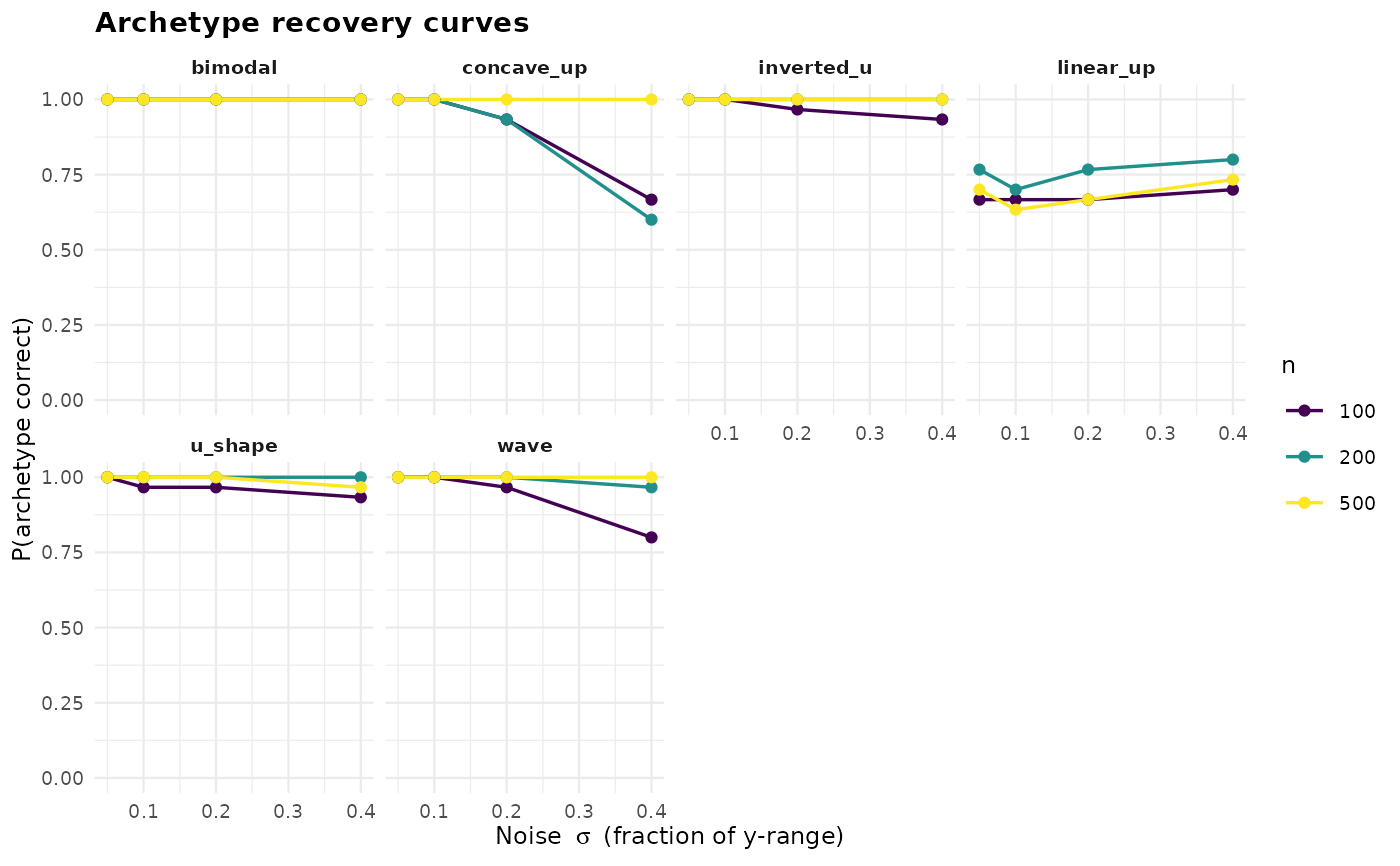 Archetype recovery curves
bimodal concave_up inverted_u linear_up
1.00
0.75
0.50
0.25
0.00
0.1 0.2 0.3 0.4 0.1 0.2 0.3 0.4
u_shape wave
1.00
0.75
0.50
0.25
0.00
0.1 0.2 0.3 0.4 0.1 0.2 0.3 0.4
Noise σ (fraction of y-range)
P(archetype correct)
n
100
200
500